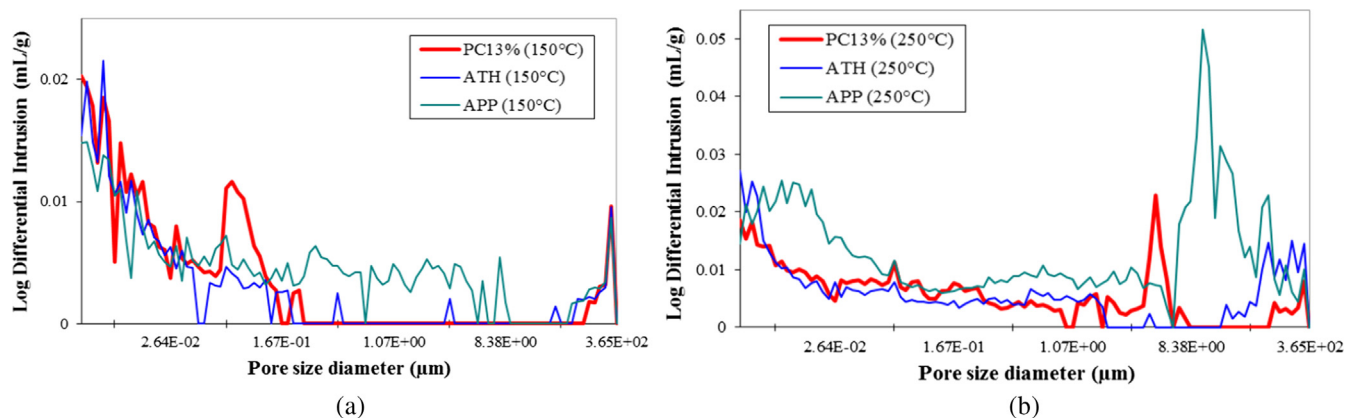 Log Differential Intrusion (mL/g)
0.02
0.01
0
PC13% (150°C)
ATH (150°C)
APP (150°C)
2.64E-02 1.67E-01 1.07E+00 8.38E+00 3.65E+02
Pore size diameter (µm)
(a)
Log Differential Intrusion (mL/g)
0.05
0.04
0.03
0.02
0.01
0
PC13% (250°C)
ATH (250°C)
APP (250°C)
2.64E-02 1.67E-01 1.07E+00 8.38E+00 3.65E+02
Pore size diameter (µm)
(b)